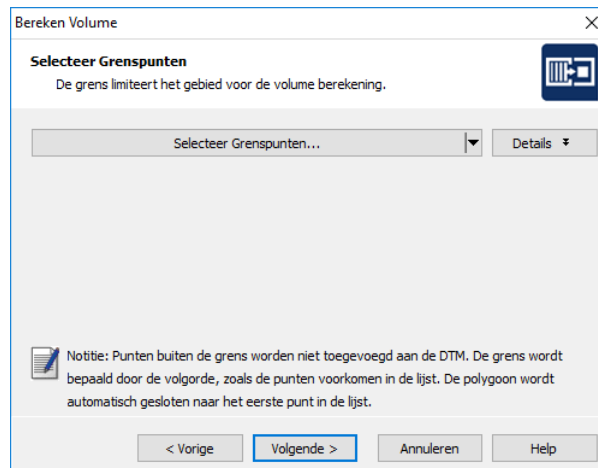 Bereken Volume
Selecteer Grenspunten
De grens limiteert het gebied voor de volume berekening.
Selecteer Grenspunten...
Details
Notitie: Punten buiten de grens worden niet toegevoegd aan de DTM. De grens wordt
bepaald door de volgorde, zoals de punten voorkomen in de lijst. De polygoon wordt
automatisch gesloten naar het eerste punt in de lijst.
< Vorige
Volgende >
Annuleren
Help